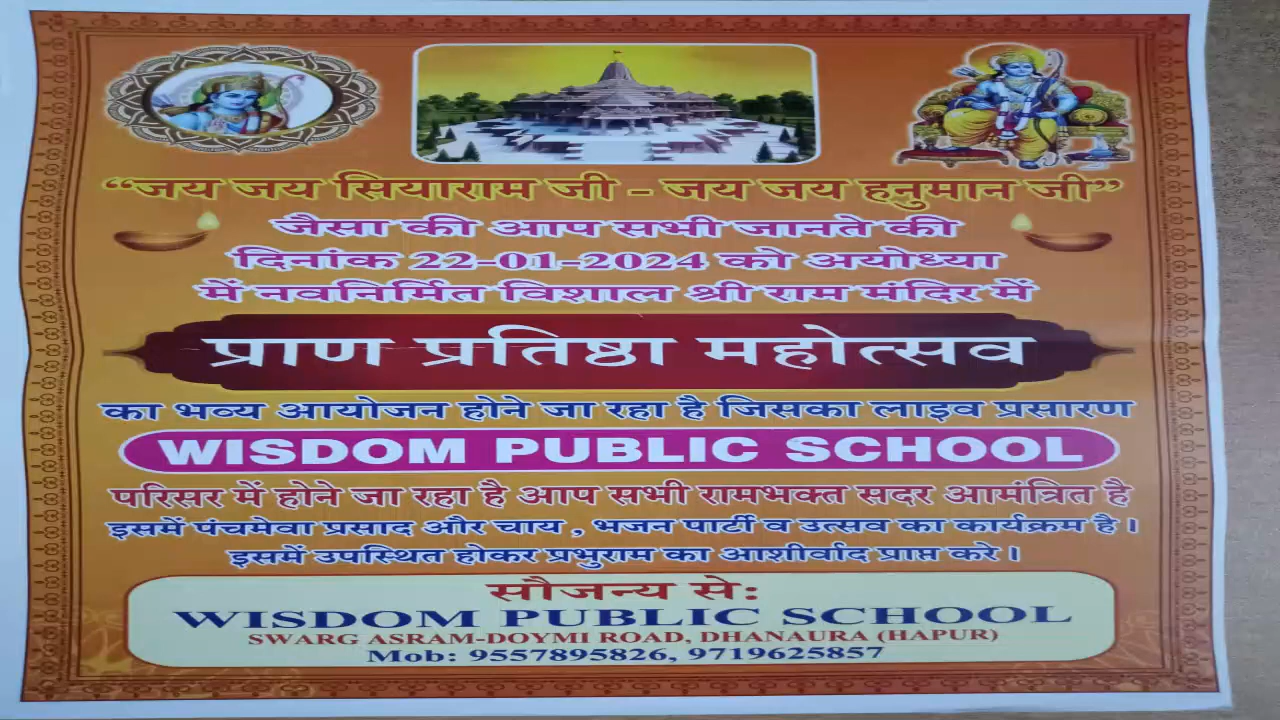 “जय जय सियाराम जी - जय जय हनुमान जी”
जैसा की आप सभी जानते की
दिनांक 22-01-2024 को अयोध्या
में नवनिर्मित विशाल श्री राम मंदिर में
प्राण प्रतिष्ठा महोत्सव
का भव्य आयोजन होने जा रहा है जिसका लाइव प्रसारण
WISDOM PUBLIC SCHOOL
परिसर में होने जा रहा है आप सभी रामभक्त सदर आमंत्रित है
इसमें पंचमेवा प्रसाद और चाय , भजन पार्टी व उत्सव का कार्यक्रम है।
इसमें उपस्थित होकर प्रभुराम का आशीर्वाद प्राप्त करे।
सौजन्य से:
WISDOM PUBLIC SCHOOL
SWARG ASRAM-DOYMI ROAD, DHANAURA (HAPUR)
Mob: 9557895826, 9719625857